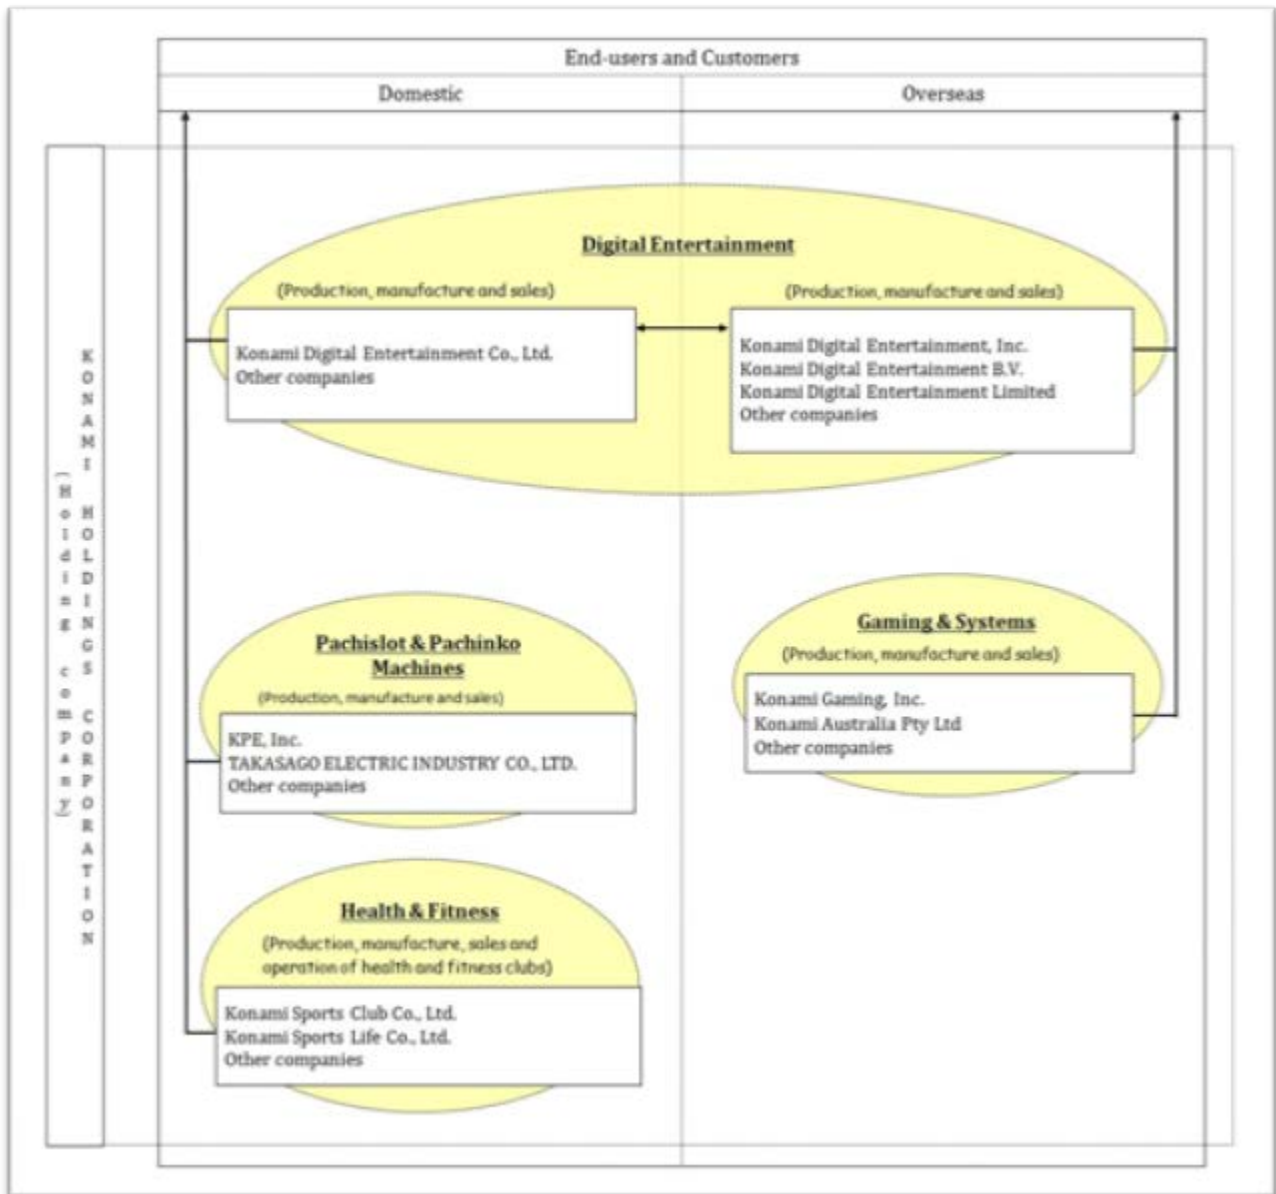 End-users and Customers
Domestic
Overseas
KONAMI HOLDINGS CORPORATION
(Holding company)
Digital Entertainment
(Production, manufacture and sales)
Konami Digital Entertainment Co., Ltd.
Other companies
(Production, manufacture and sales)
Konami Digital Entertainment, Inc.
Konami Digital Entertainment B.V.
Konami Digital Entertainment Limited
Other companies
Pachislot & Pachinko
Machines
(Production, manufacture and sales)
KPE, Inc.
TAKASAGO ELECTRIC INDUSTRY CO., LTD.
Other companies
Gaming & Systems
(Production, manufacture and sales)
Konami Gaming, Inc.
Konami Australia Pty Ltd
Other companies
Health & Fitness
(Production, manufacture, sales and
operation of health and fitness clubs)
Konami Sports Club Co., Ltd.
Konami Sports Life Co., Ltd.
Other companies